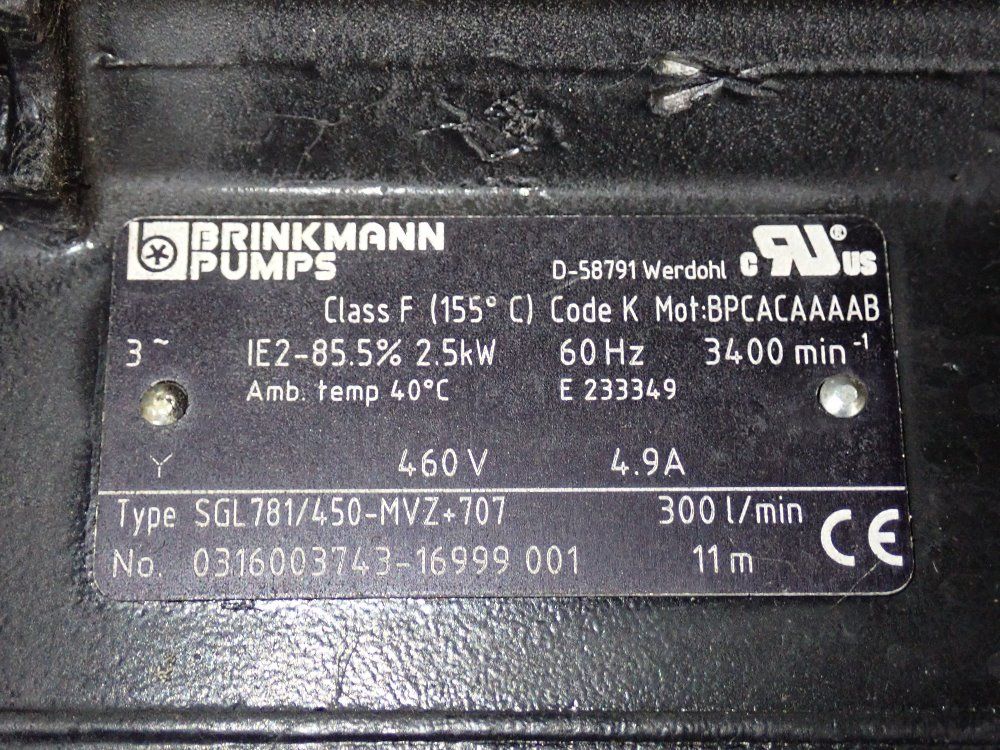 BRINKMANN
PUMPS
D-58791 Werdohl c RU ® US
Class F (155° C) Code K Mot:BPCACAAAAB
3 ~ IE2-85.5% 2.5kW 60 Hz 3400 min⁻¹
Amb. temp 40°C E 233349
Y 460 V 4.9A
Type SGL781/450-MVZ+707 300 l/min CE
No. 0316003743-16999 001 11 m